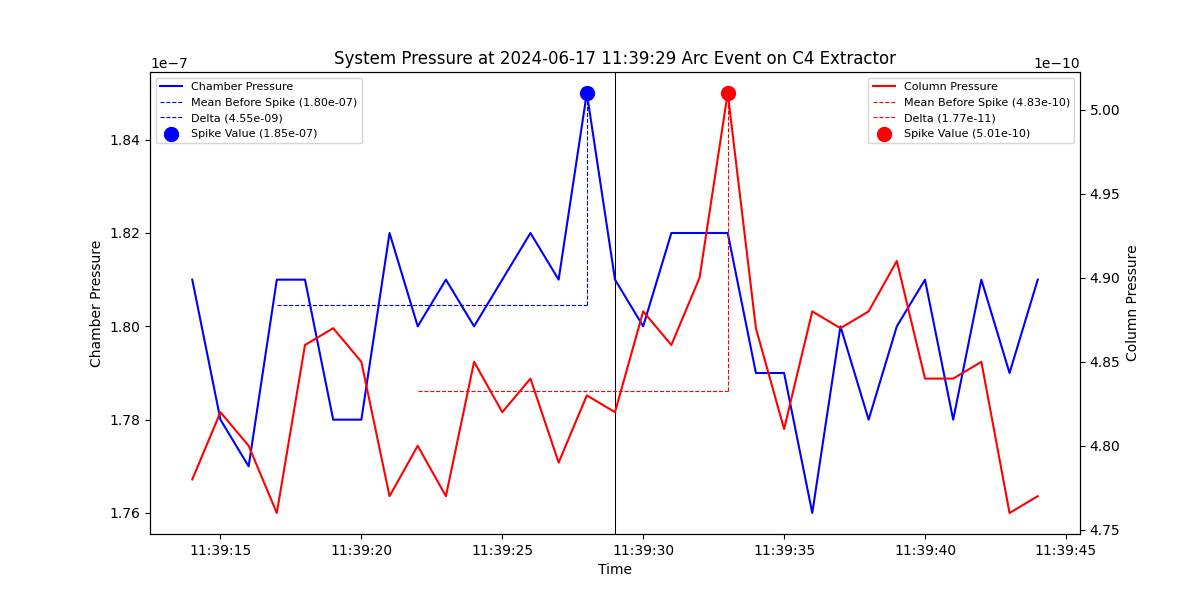 System Pressure at 2024-06-17 11:39:29 Arc Event on C4 Extractor
1e−7
1e−10
Chamber Pressure
Mean Before Spike (1.80e-07)
Delta (4.55e-09)
Spike Value (1.85e-07)
Column Pressure
Mean Before Spike (4.83e-10)
Delta (1.77e-11)
Spike Value (5.01e-10)
Chamber Pressure
1.84
1.82
1.80
1.78
1.76
5.00
4.95
4.90
4.85
4.80
4.75
Column Pressure
11:39:15
11:39:20
11:39:25
11:39:30
11:39:35
11:39:40
11:39:45
Time